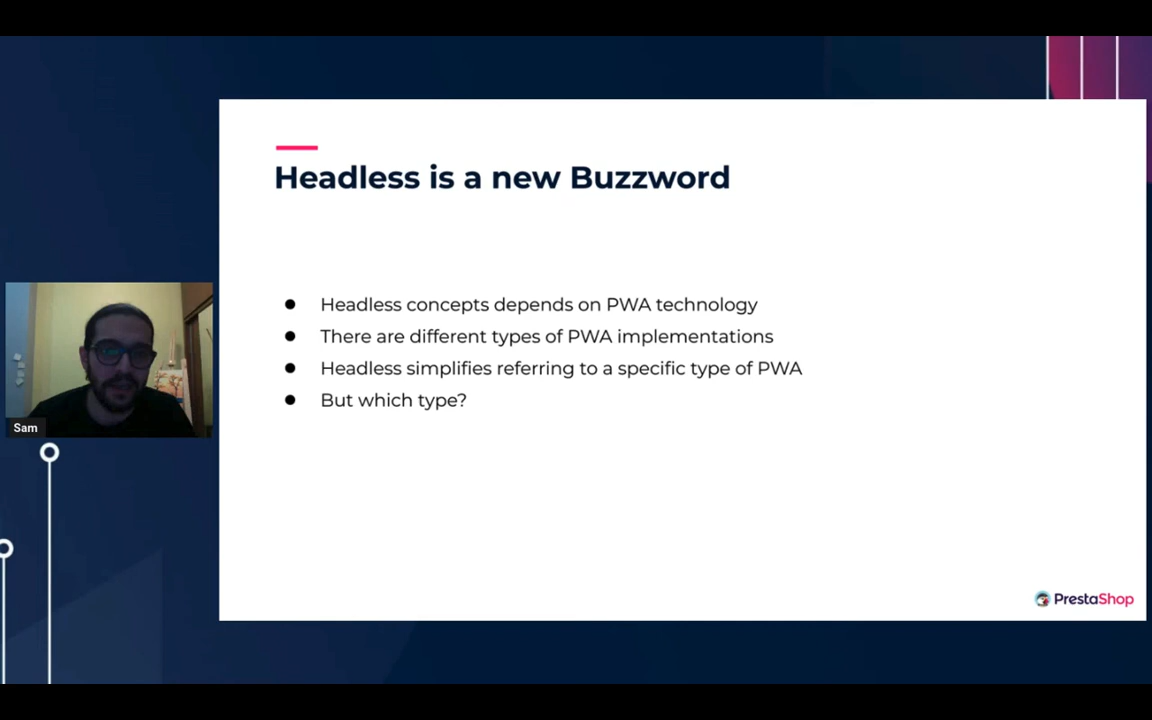 Headless is a new Buzzword
Headless concepts depends on PWA technology
There are different types of PWA implementations
Headless simplifies referring to a specific type of PWA
But which type?
Sam
PrestaShop